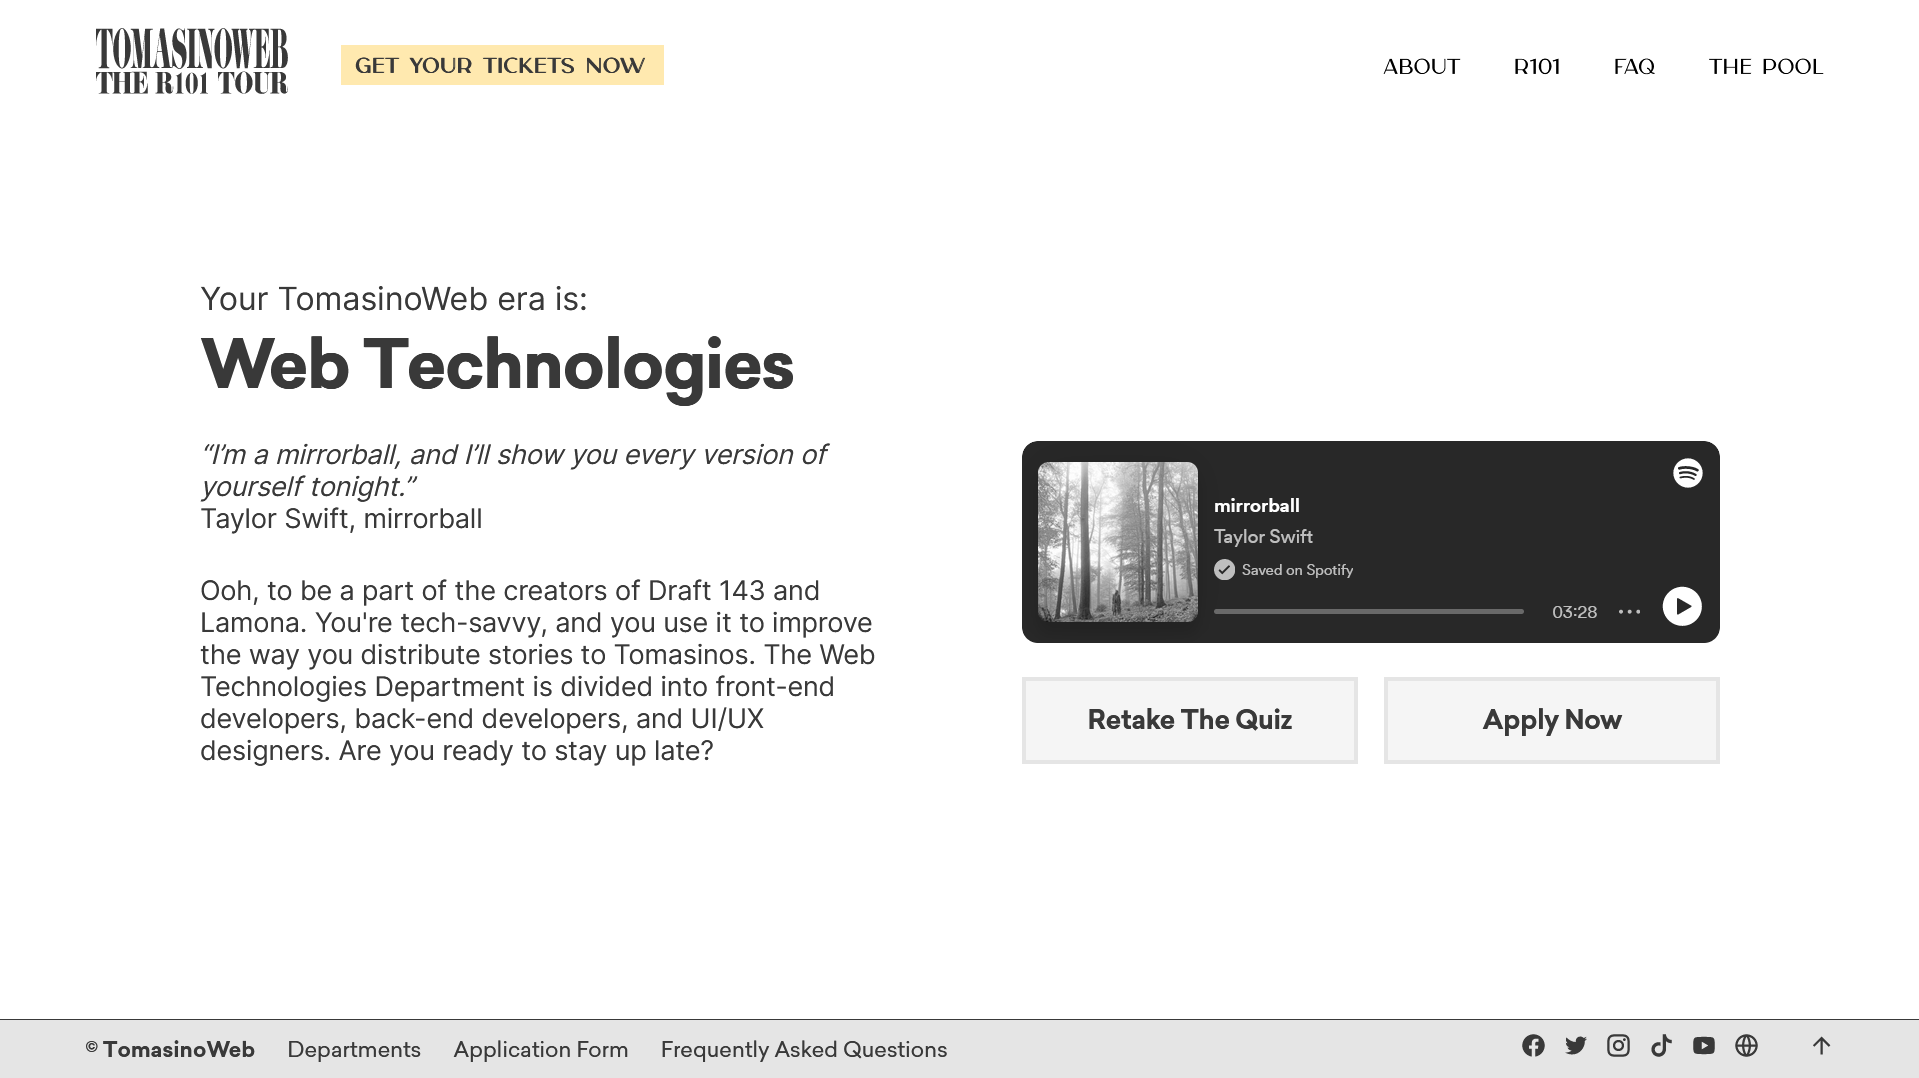 TOMASINOWEB
THE R101 TOUR
GET YOUR TICKETS NOW
ABOUT
R101
FAQ
THE POOL
Your TomasinoWeb era is:
Web Technologies
“I’m a mirrorball, and I’ll show you every version of
yourself tonight.”
Taylor Swift, mirrorball
Ooh, to be a part of the creators of Draft 143 and
Lamona. You're tech-savvy, and you use it to improve
the way you distribute stories to Tomasinos. The Web
Technologies Department is divided into front-end
developers, back-end developers, and UI/UX
designers. Are you ready to stay up late?
mirrorball
Taylor Swift
Saved on Spotify
03:28
Retake The Quiz
Apply Now
© TomasinoWeb
Departments
Application Form
Frequently Asked Questions